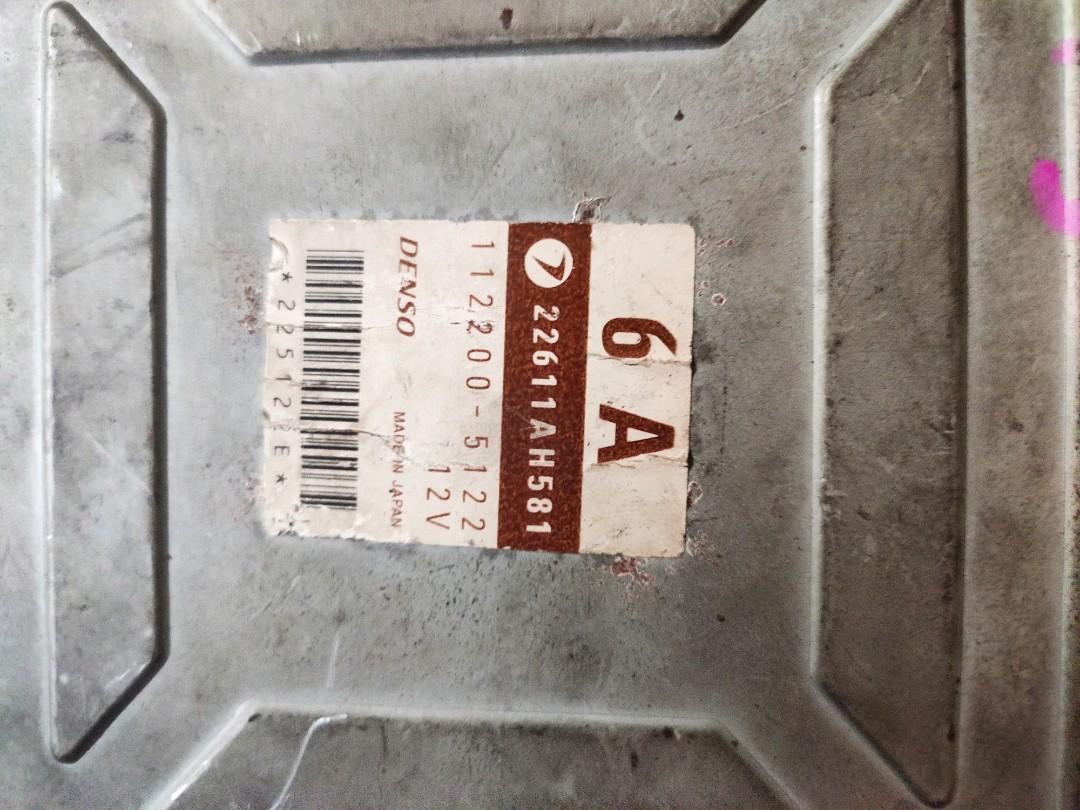 6A
22611AH581
112200-5122
12V
DENSO
MADE IN JAPAN
*22512E*